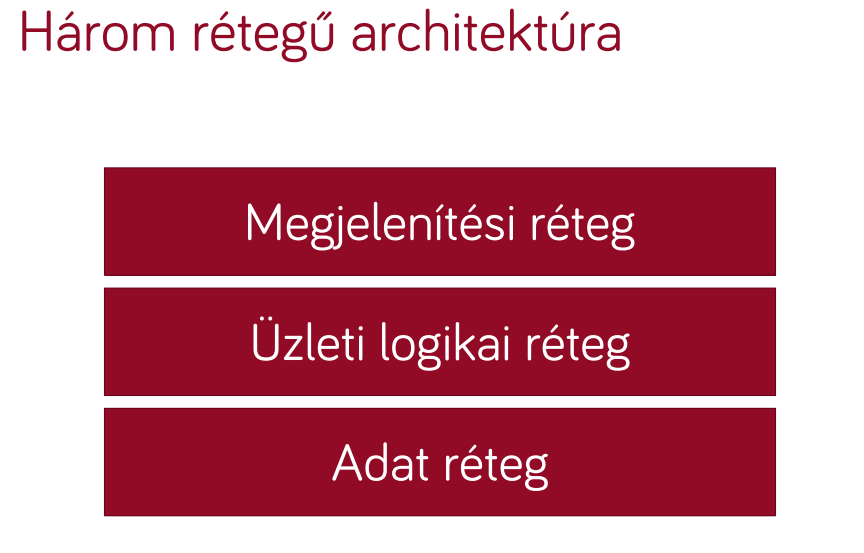 Három rétegű architektúra
Megjelenítési réteg
Üzleti logikai réteg
Adat réteg